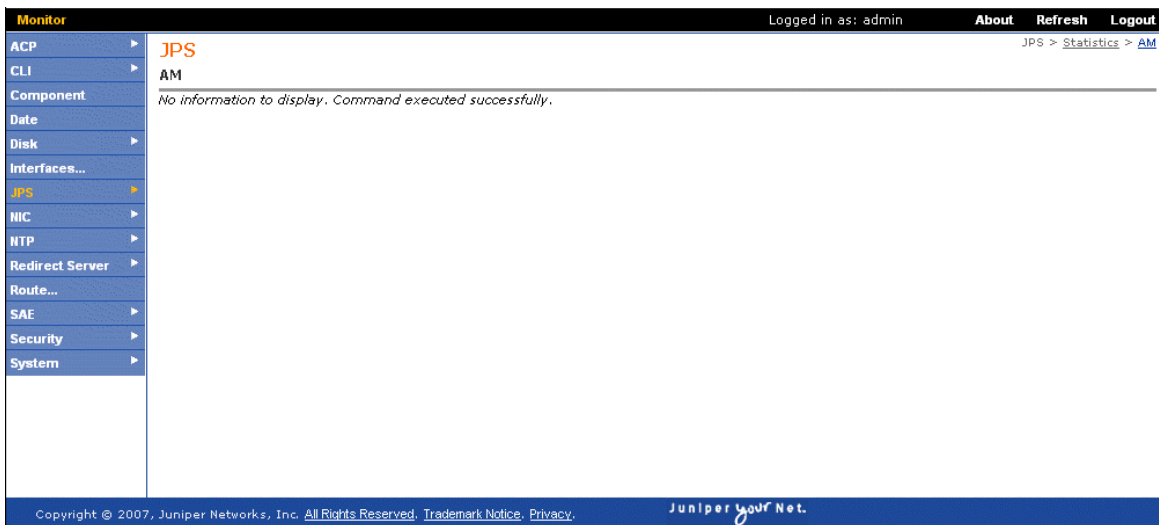 Monitor Logged in as: admin About Refresh Logout
JPS > Statistics > AM
ACP
CLI
Component
Date
Disk
Interfaces...
JPS
NIC
NTP
Redirect Server
Route...
SAE
Security
System
JPS
AM
No information to display. Command executed successfully.
Copyright © 2007, Juniper Networks, Inc. All Rights Reserved. Trademark Notice. Privacy.
Juniper your Net.